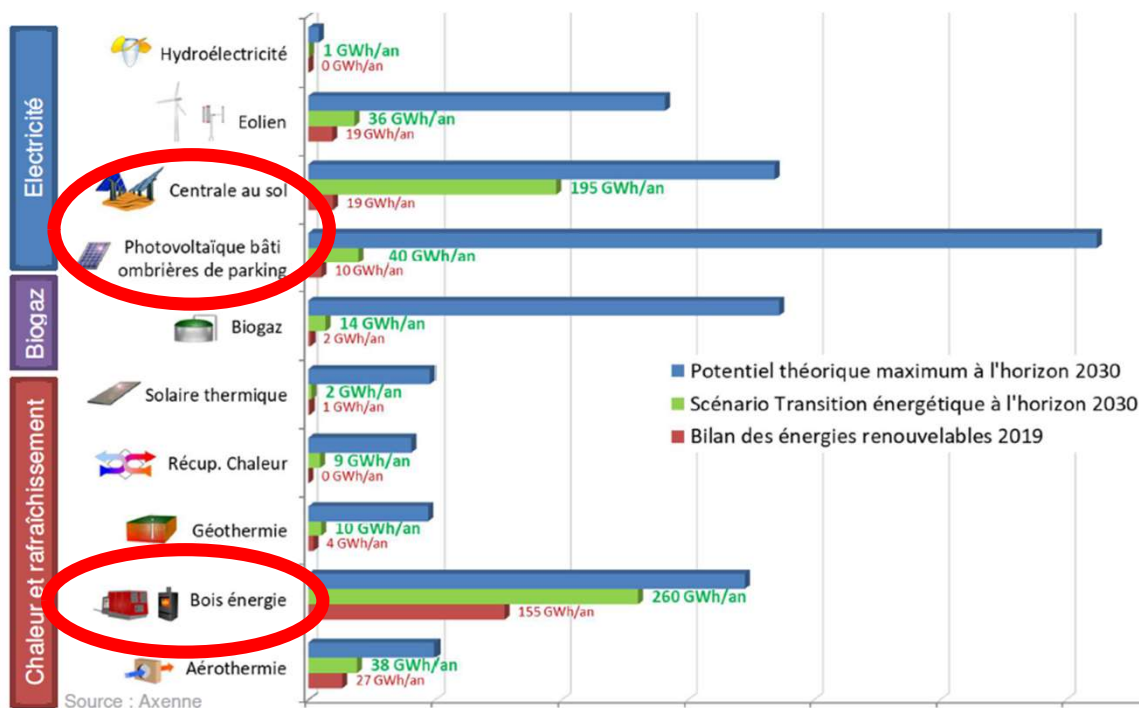 Electricité
Hydroélectricité
1 GWh/an
0 GWh/an
Eolien
36 GWh/an
19 GWh/an
Centrale au sol
195 GWh/an
19 GWh/an
Photovoltaïque bâti
ombrières de parking
40 GWh/an
10 GWh/an
Biogaz
Biogaz
14 GWh/an
2 GWh/an
Chaleur et rafraîchissement
Solaire thermique
2 GWh/an
1 GWh/an
Récup. Chaleur
9 GWh/an
0 GWh/an
Géothermie
10 GWh/an
4 GWh/an
Bois énergie
260 GWh/an
155 GWh/an
Aérothermie
38 GWh/an
27 GWh/an
Potentiel théorique maximum à l'horizon 2030
Scénario Transition énergétique à l'horizon 2030
Bilan des énergies renouvelables 2019
Source : Axenne